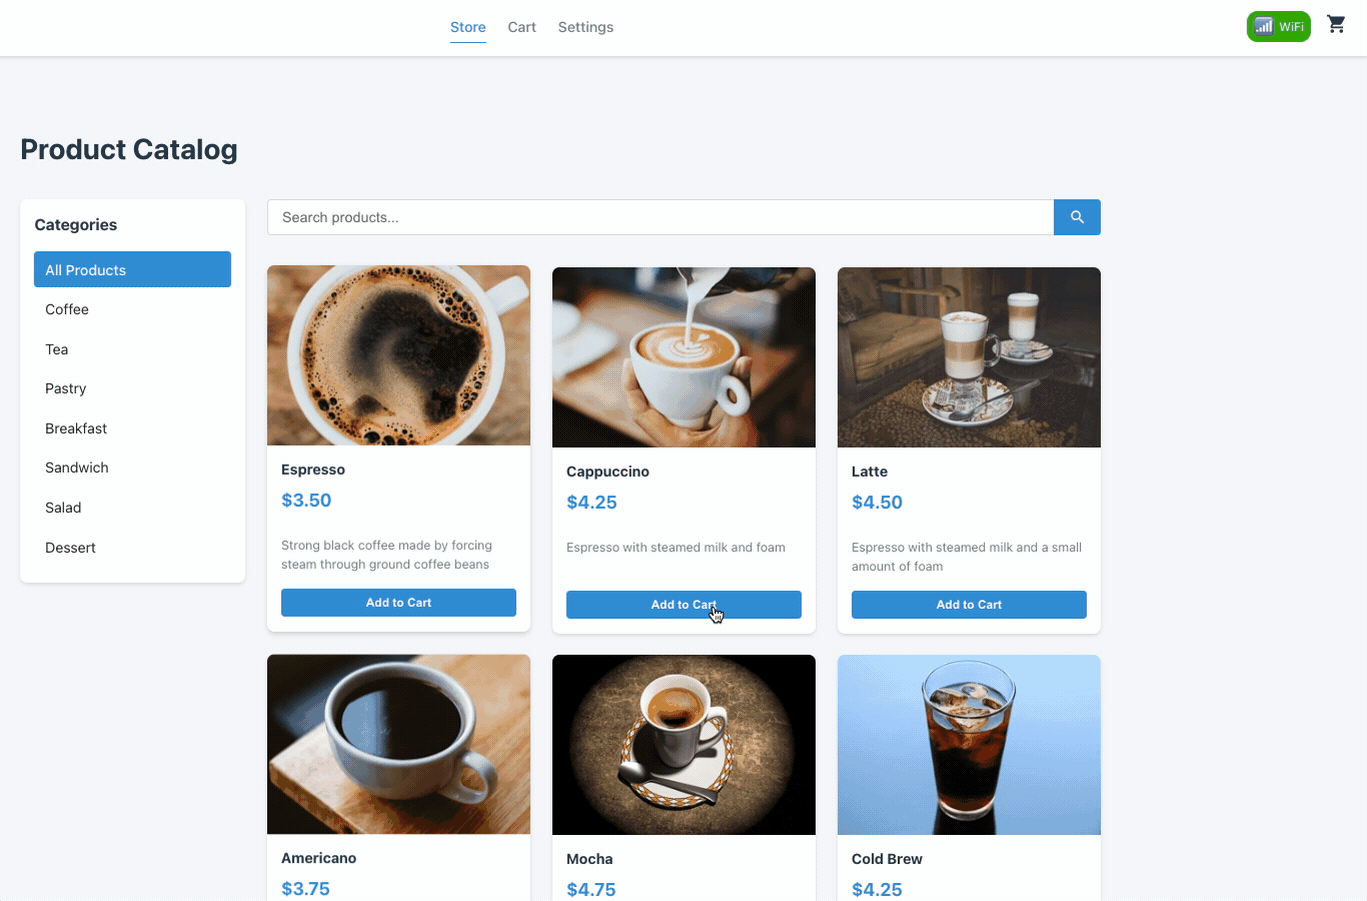 Store Cart Settings
WiFi
Product Catalog
Categories
All Products
Coffee
Tea
Pastry
Breakfast
Sandwich
Salad
Dessert
Search products...
Espresso
$3.50
Strong black coffee made by forcing
steam through ground coffee beans
Add to Cart
Cappuccino
$4.25
Espresso with steamed milk and foam
Add to Cart
Latte
$4.50
Espresso with steamed milk and a small
amount of foam
Add to Cart
Americano
$3.75
Mocha
$4.75
Cold Brew
$4.25